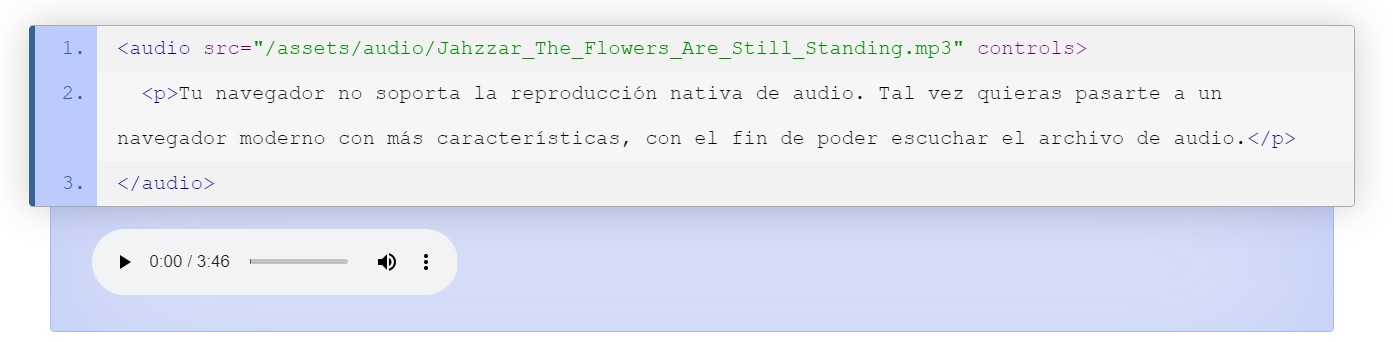 1. <audio src="/assets/audio/Jahzzar_The_Flowers_Are_Still_Standing.mp3" controls>
2. <p>Tu navegador no soporta la reproducción nativa de audio. Tal vez quieras pasarte a un
navegador moderno con más características, con el fin de poder escuchar el archivo de audio.</p>
3. </audio>
0:00 / 3:46